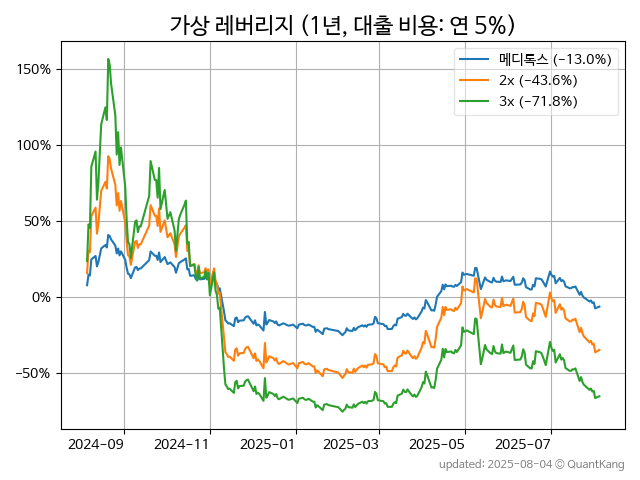 가상 레버리지 (1년, 대출 비용: 연 5%)
메디톡스 (−13.0%)
2x (−43.6%)
3x (−71.8%)
150%
100%
50%
0%
−50%
2024-09
2024-11
2025-01
2025-03
2025-05
2025-07
updated: 2025-08-04 © QuantKang